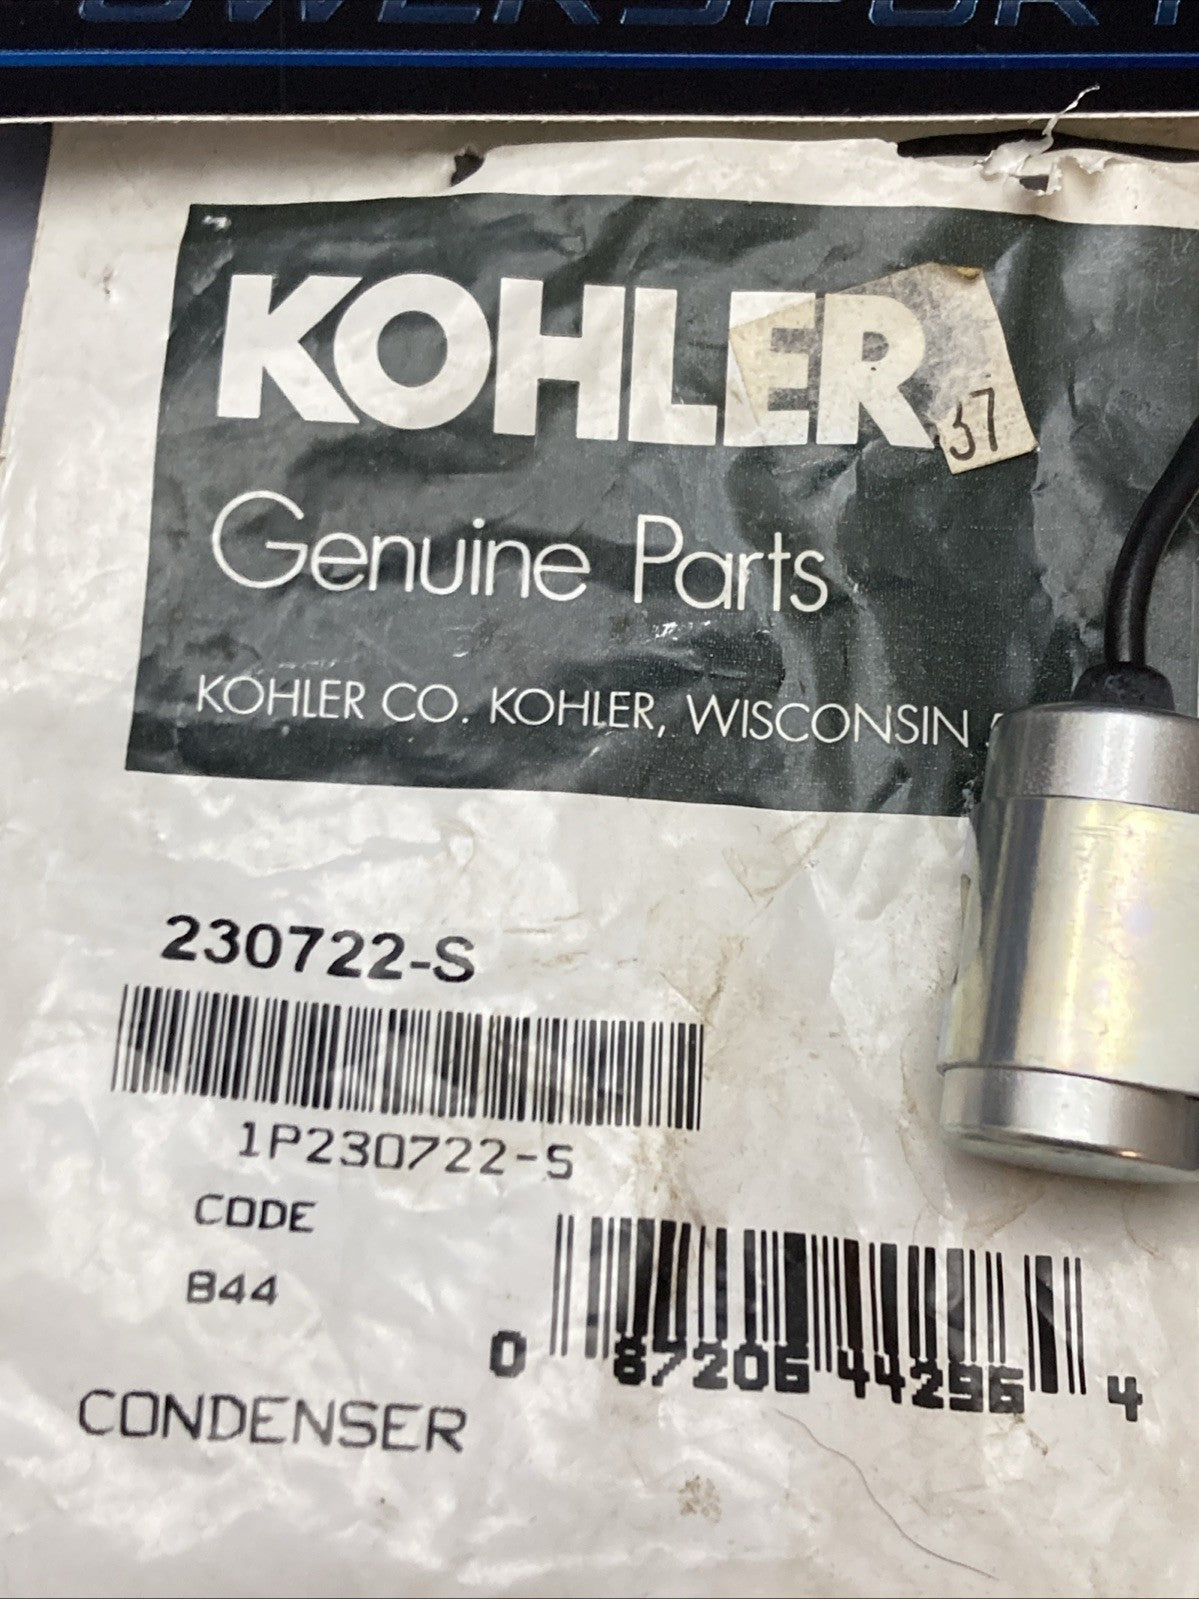 KOHLER
37
Genuine Parts
KOHLER CO. KOHLER, WISCONSIN
230722-S
1P230722-S
CODE
B44
0 87206 44296 4
CONDENSER